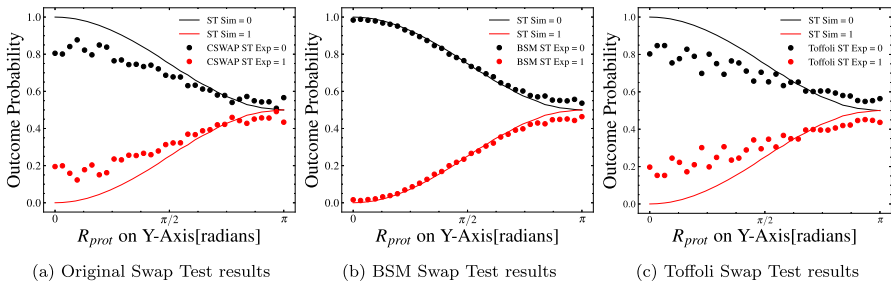 ST Sim = 0
ST Sim = 1
CSWAP ST Exp = 0
CSWAP ST Exp = 1
Outcome Probability
1.0
0.8
0.6
0.4
0.2
0.0
0
π/2
π
R_prot on Y-Axis[radians]
(a) Original Swap Test results
ST Sim = 0
ST Sim = 1
BSM ST Exp = 0
BSM ST Exp = 1
Outcome Probability
1.0
0.8
0.6
0.4
0.2
0.0
0
π/2
π
R_prot on Y-Axis[radians]
(b) BSM Swap Test results
ST Sim = 0
ST Sim = 1
Toffoli ST Exp = 0
Toffoli ST Exp = 1
Outcome Probability
1.0
0.8
0.6
0.4
0.2
0.0
0
π/2
π
R_prot on Y-Axis[radians]
(c) Toffoli Swap Test results